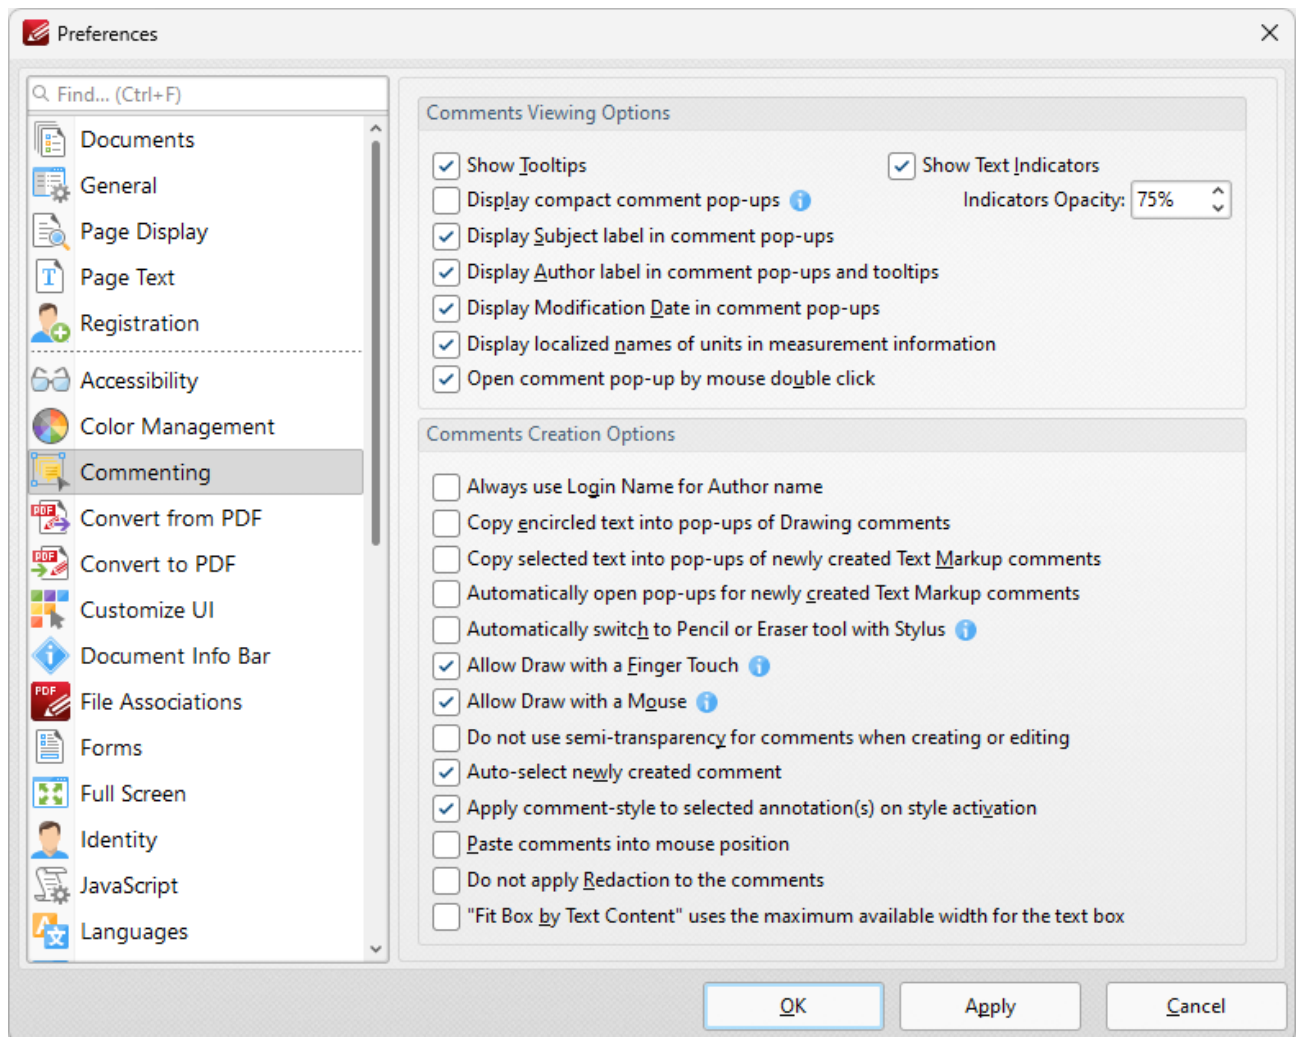 Preferences
Find... (Ctrl+F)
Documents
General
Page Display
Page Text
Registration
Accessibility
Color Management
Commenting
Convert from PDF
Convert to PDF
Customize UI
Document Info Bar
File Associations
Forms
Full Screen
Identity
JavaScript
Languages
Comments Viewing Options
Show Tooltips
Show Text Indicators
Display compact comment pop-ups
Indicators Opacity: 75%
Display Subject label in comment pop-ups
Display Author label in comment pop-ups and tooltips
Display Modification Date in comment pop-ups
Display localized names of units in measurement information
Open comment pop-up by mouse double click
Comments Creation Options
Always use Login Name for Author name
Copy encircled text into pop-ups of Drawing comments
Copy selected text into pop-ups of newly created Text Markup comments
Automatically open pop-ups for newly created Text Markup comments
Automatically switch to Pencil or Eraser tool with Stylus
Allow Draw with a Finger Touch
Allow Draw with a Mouse
Do not use semi-transparency for comments when creating or editing
Auto-select newly created comment
Apply comment-style to selected annotation(s) on style activation
Paste comments into mouse position
Do not apply Redaction to the comments
"Fit Box by Text Content" uses the maximum available width for the text box
OK
Apply
Cancel